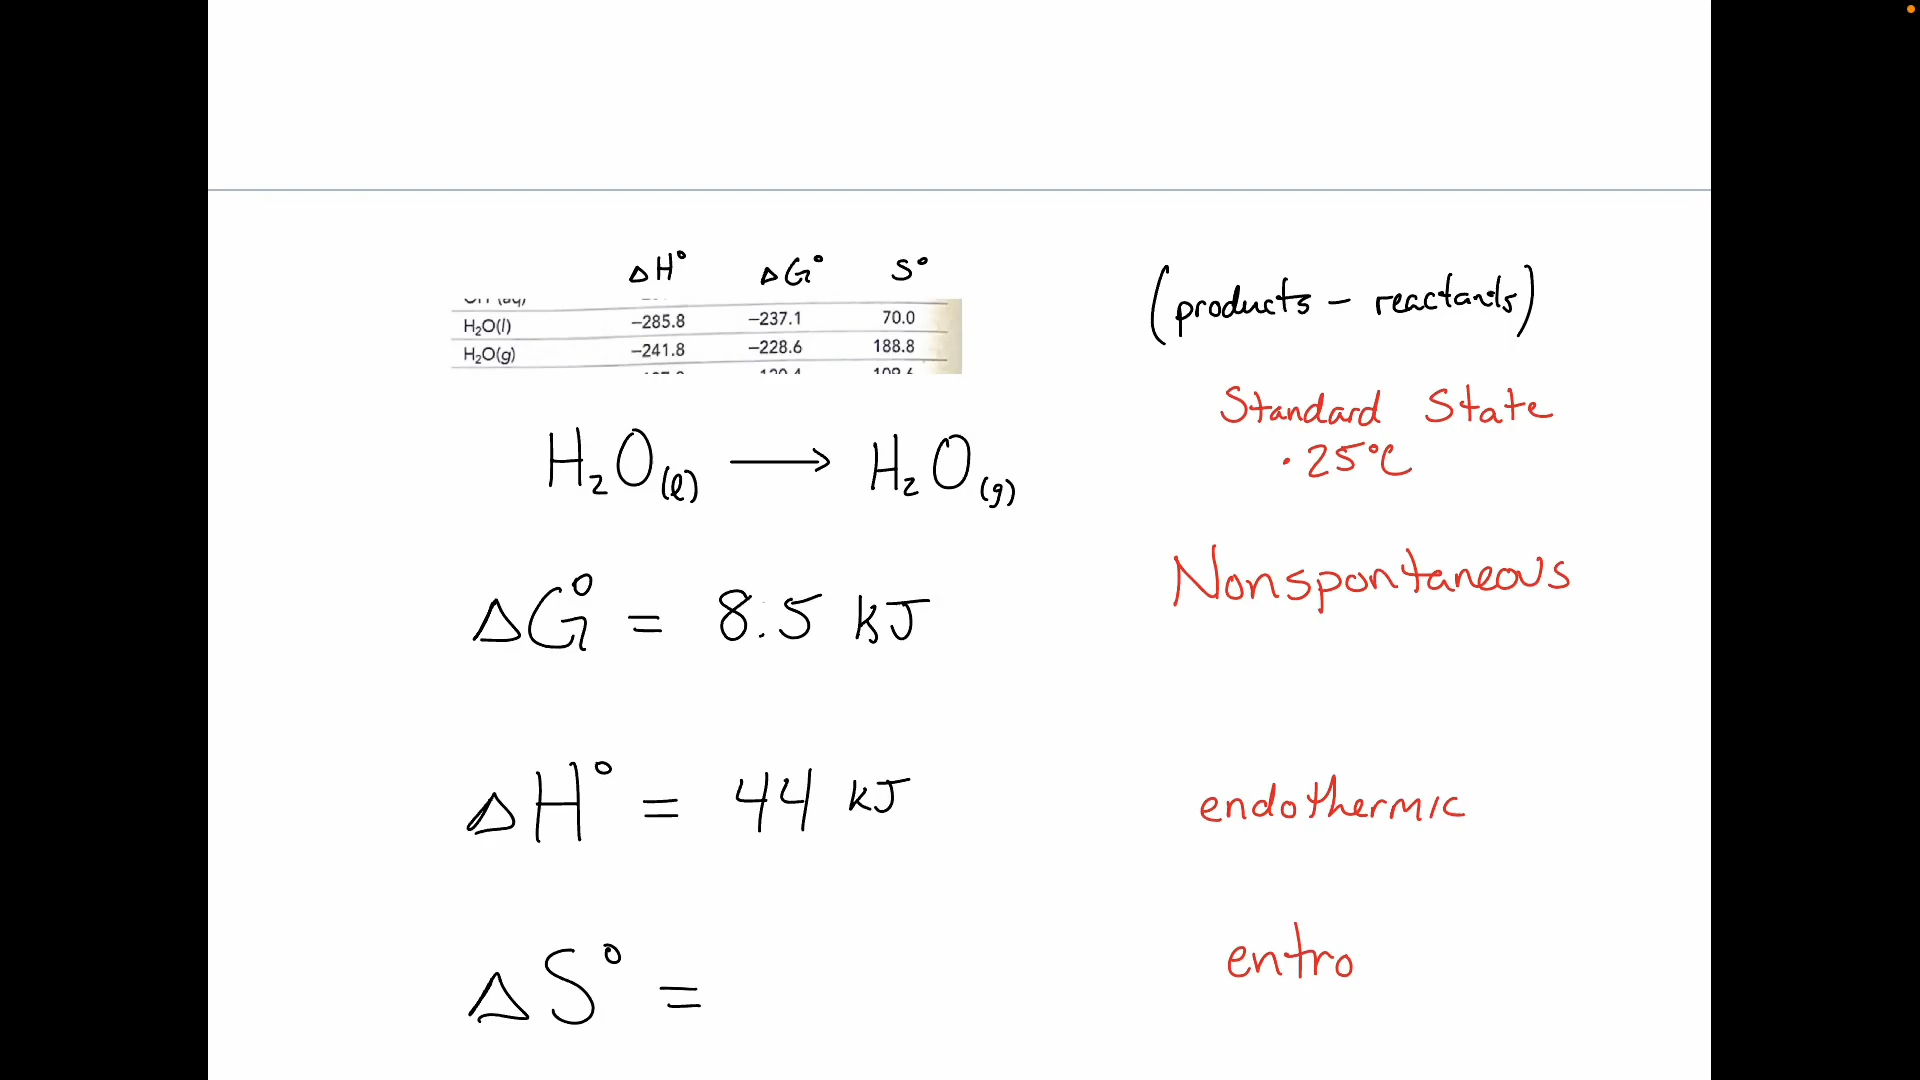 ΔH° ΔG° S°
H₂O(l) −285.8 −237.1 70.0
H₂O(g) −241.8 −228.6 188.8
(products − reactants)
Standard State
· 25°C
H₂O(l) ⟶ H₂O(g)
Nonspontaneous
ΔG° = 8.5 kJ
ΔH° = 44 kJ
endothermic
ΔS° =
entro